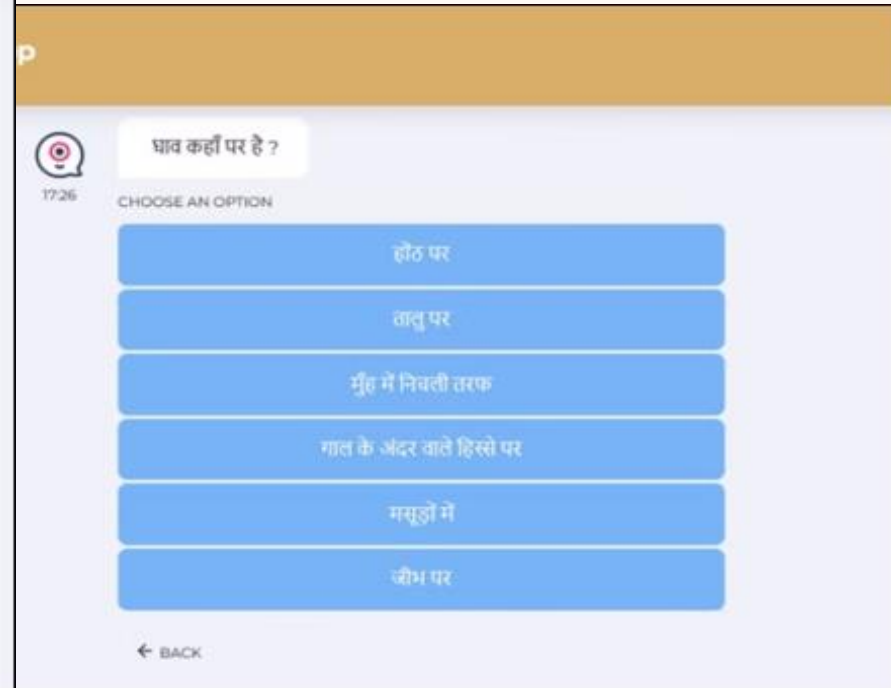 p
घाव कहाँ पर है ?
17:26
CHOOSE AN OPTION
होंठ पर
तालु पर
मुँह में निचली तरफ
गाल के अंदर वाले हिस्से पर
मसूड़ों में
जीभ पर
← BACK